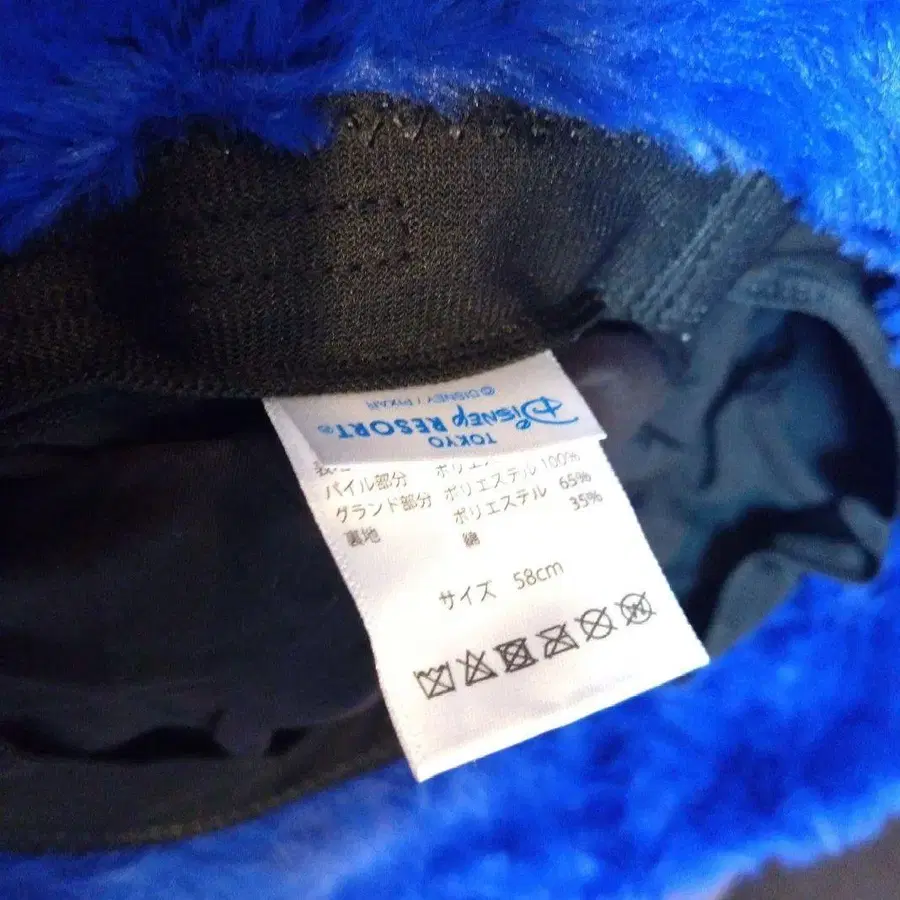 TOKYO
DISNEY RESORT®
© DISNEY / PIXAR
パイル部分 ポリエステル 100%
グランド部分 ポリエステル 65%
裏地 ポリエステル 35%
綿
サイズ 58cm